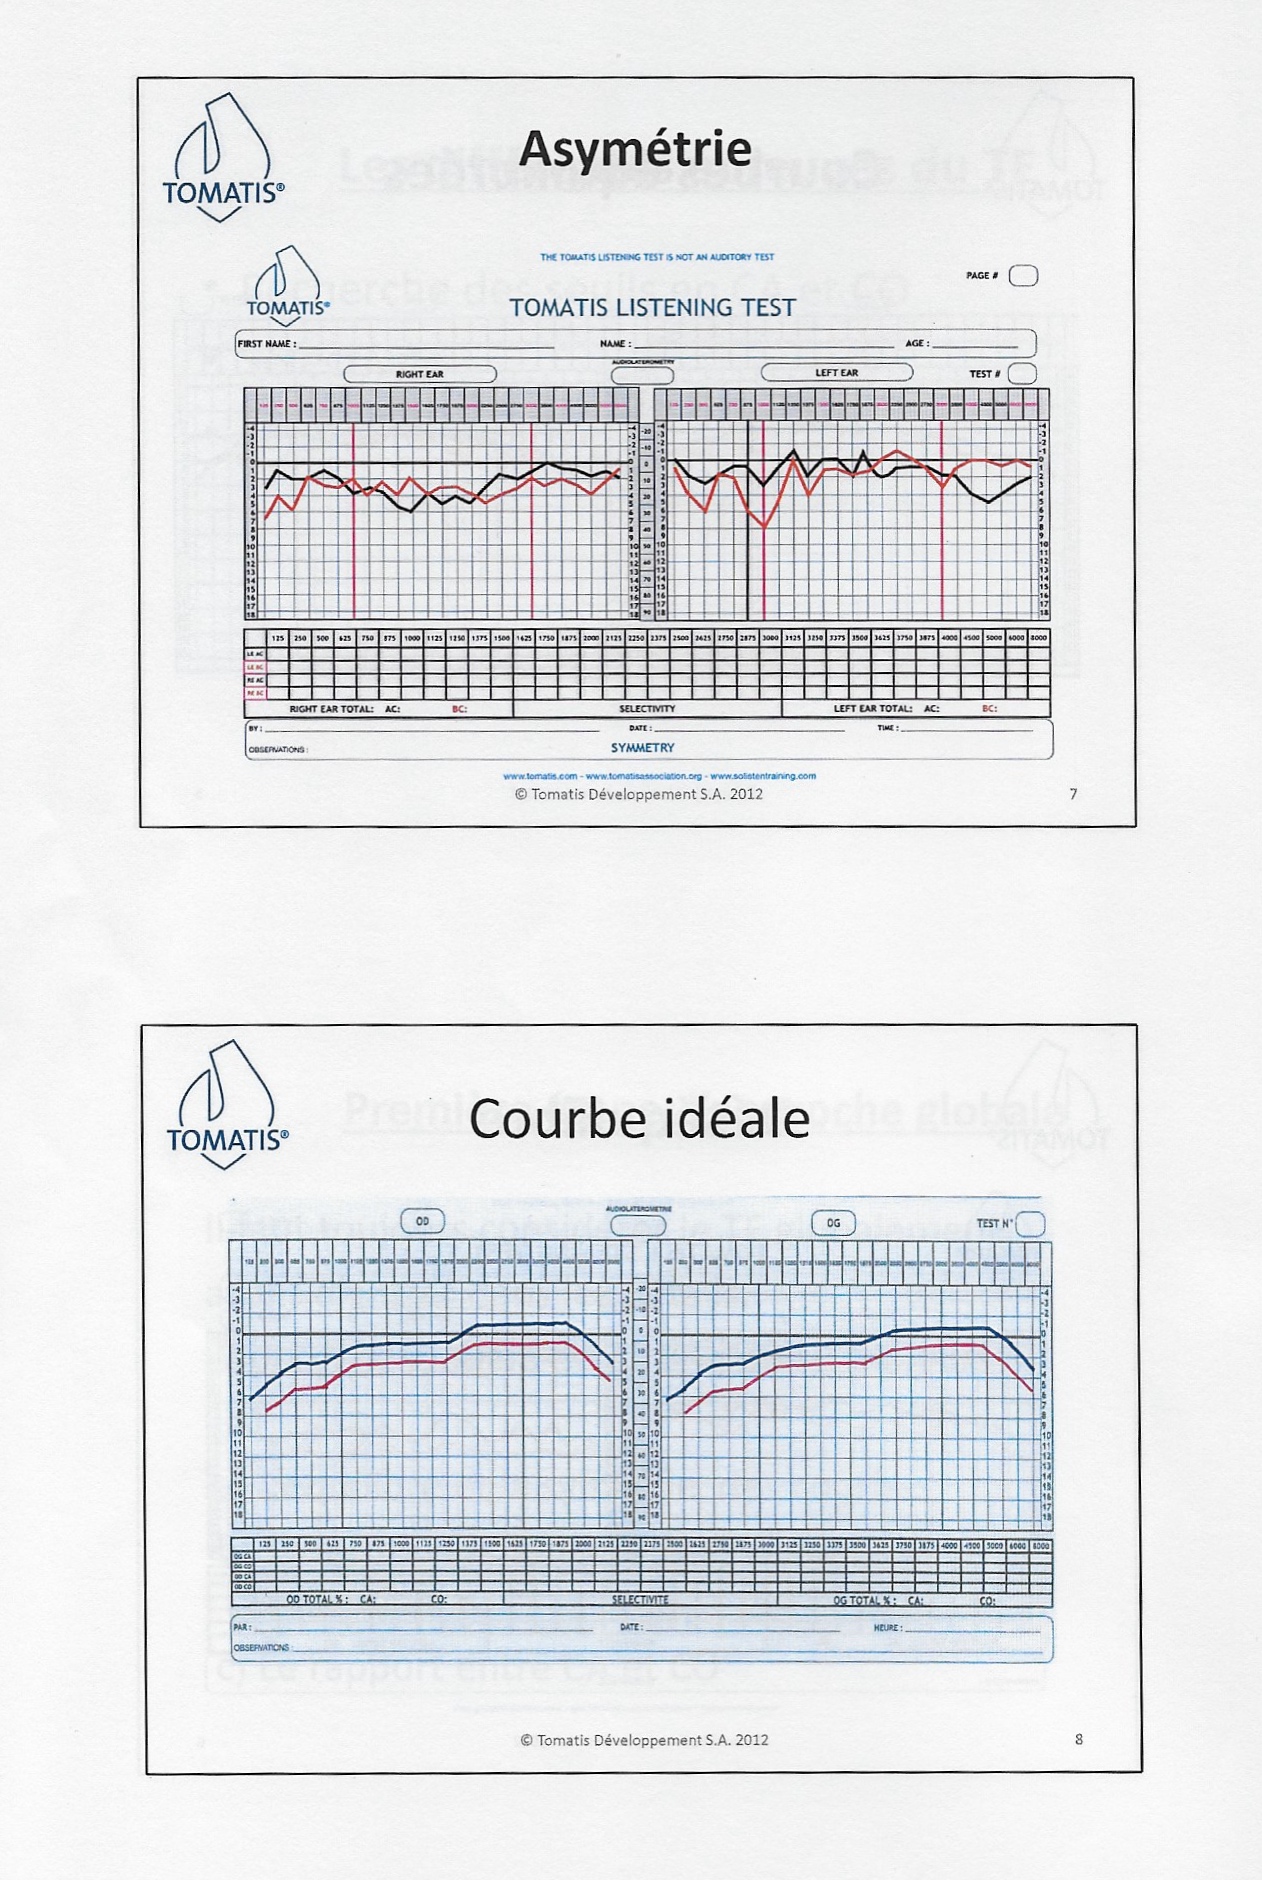 TOMATIS®
Asymétrie
THE TOMATIS LISTENING TEST IS NOT AN AUDITORY TEST
PAGE #
TOMATIS®
TOMATIS LISTENING TEST
FIRST NAME : NAME : AGE :
AUDIOLATEROMETRY
RIGHT EAR LEFT EAR TEST #
125 250 500 625 750 875 1000 1125 1250 1375 1500 1625 1750 1875 2000 2125 2250 2375 2500 2625 2750 2875 3000 3125 3250 3375 3500 3625 3750 3875 4000 4500 5000 6000 8000
LE AC
LE BC
RE AC
RE BC
RIGHT EAR TOTAL: AC: BC: SELECTIVITY LEFT EAR TOTAL: AC: BC:
BY : DATE : TIME :
OBSERVATIONS : SYMMETRY
www.tomatis.com - www.tomatisassociation.org - www.solistentraining.com
© Tomatis Développement S.A. 2012 7
TOMATIS®
Courbe idéale
AUDIOLATEROMETRIE
OD OG TEST N°
125 250 500 625 750 875 1000 1125 1250 1375 1500 1625 1750 1875 2000 2125 2250 2375 2500 2625 2750 2875 3000 3125 3250 3375 3500 3625 3750 3875 4000 4500 5000 6000 8000
OG CA
OG CO
OD CA
OD CO
OD TOTAL % : CA: CO: SELECTIVITE OG TOTAL % : CA: CO:
PAR : DATE : HEURE :
OBSERVATIONS :
© Tomatis Développement S.A. 2012 8